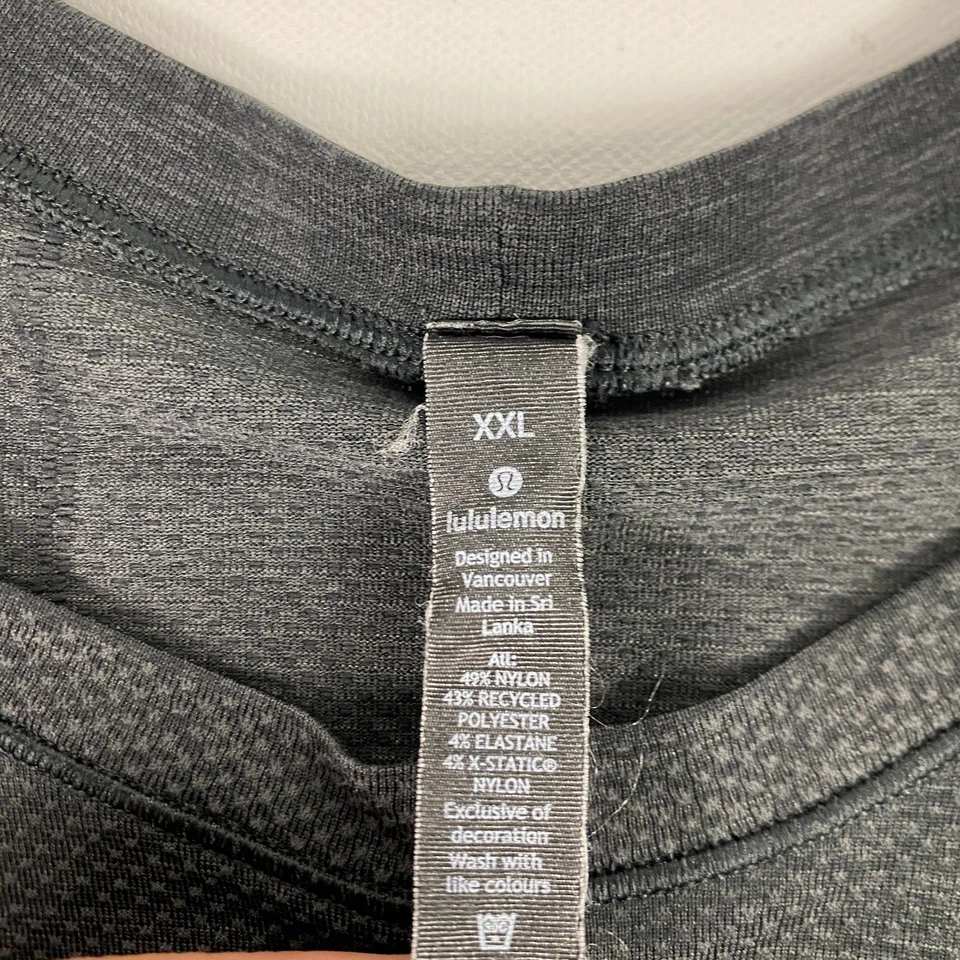 XXL
lululemon
Designed in
Vancouver
Made in Sri
Lanka
All:
49% NYLON
43% RECYCLED
POLYESTER
4% ELASTANE
4% X-STATIC®
NYLON
Exclusive of
decoration
Wash with
like colours